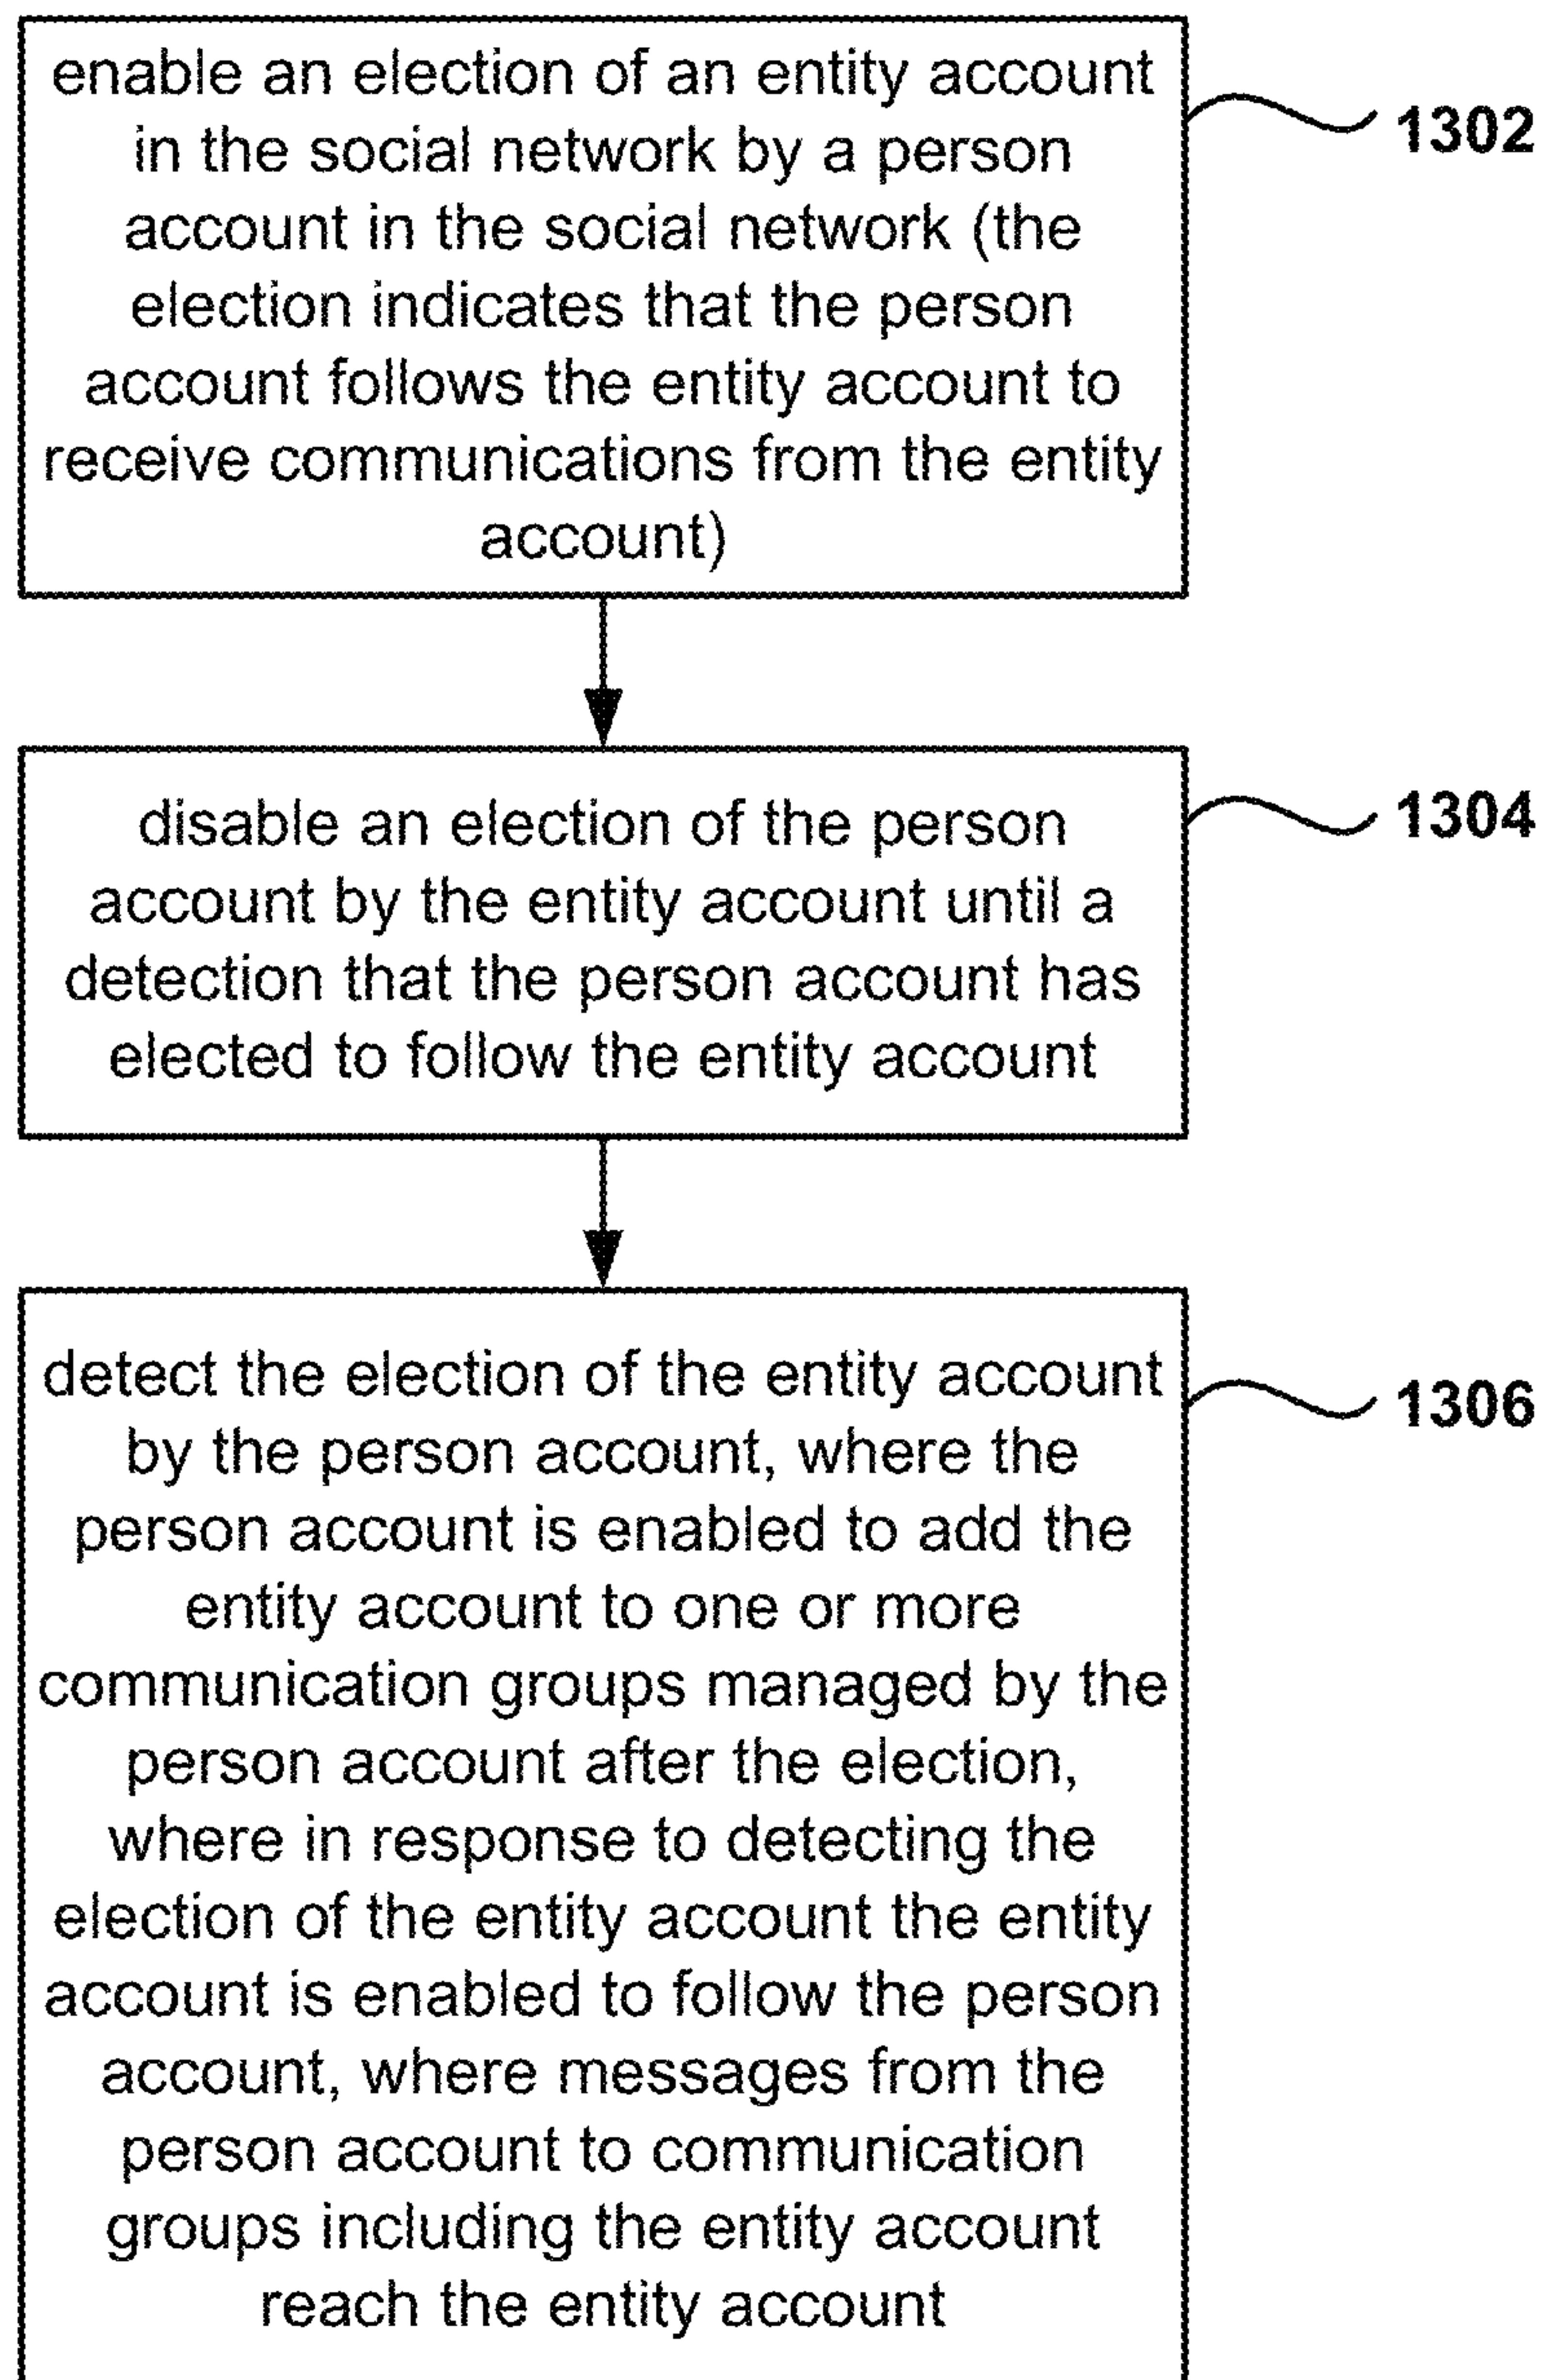 enable an election of an entity account
in the social network by a person
account in the social network (the
election indicates that the person
account follows the entity account to
receive communications from the entity
account)
1302
disable an election of the person
account by the entity account until a
detection that the person account has
elected to follow the entity account
1304
detect the election of the entity account
by the person account, where the
person account is enabled to add the
entity account to one or more
communication groups managed by the
person account after the election,
where in response to detecting the
election of the entity account the entity
account is enabled to follow the person
account, where messages from the
person account to communication
groups including the entity account
reach the entity account
1306